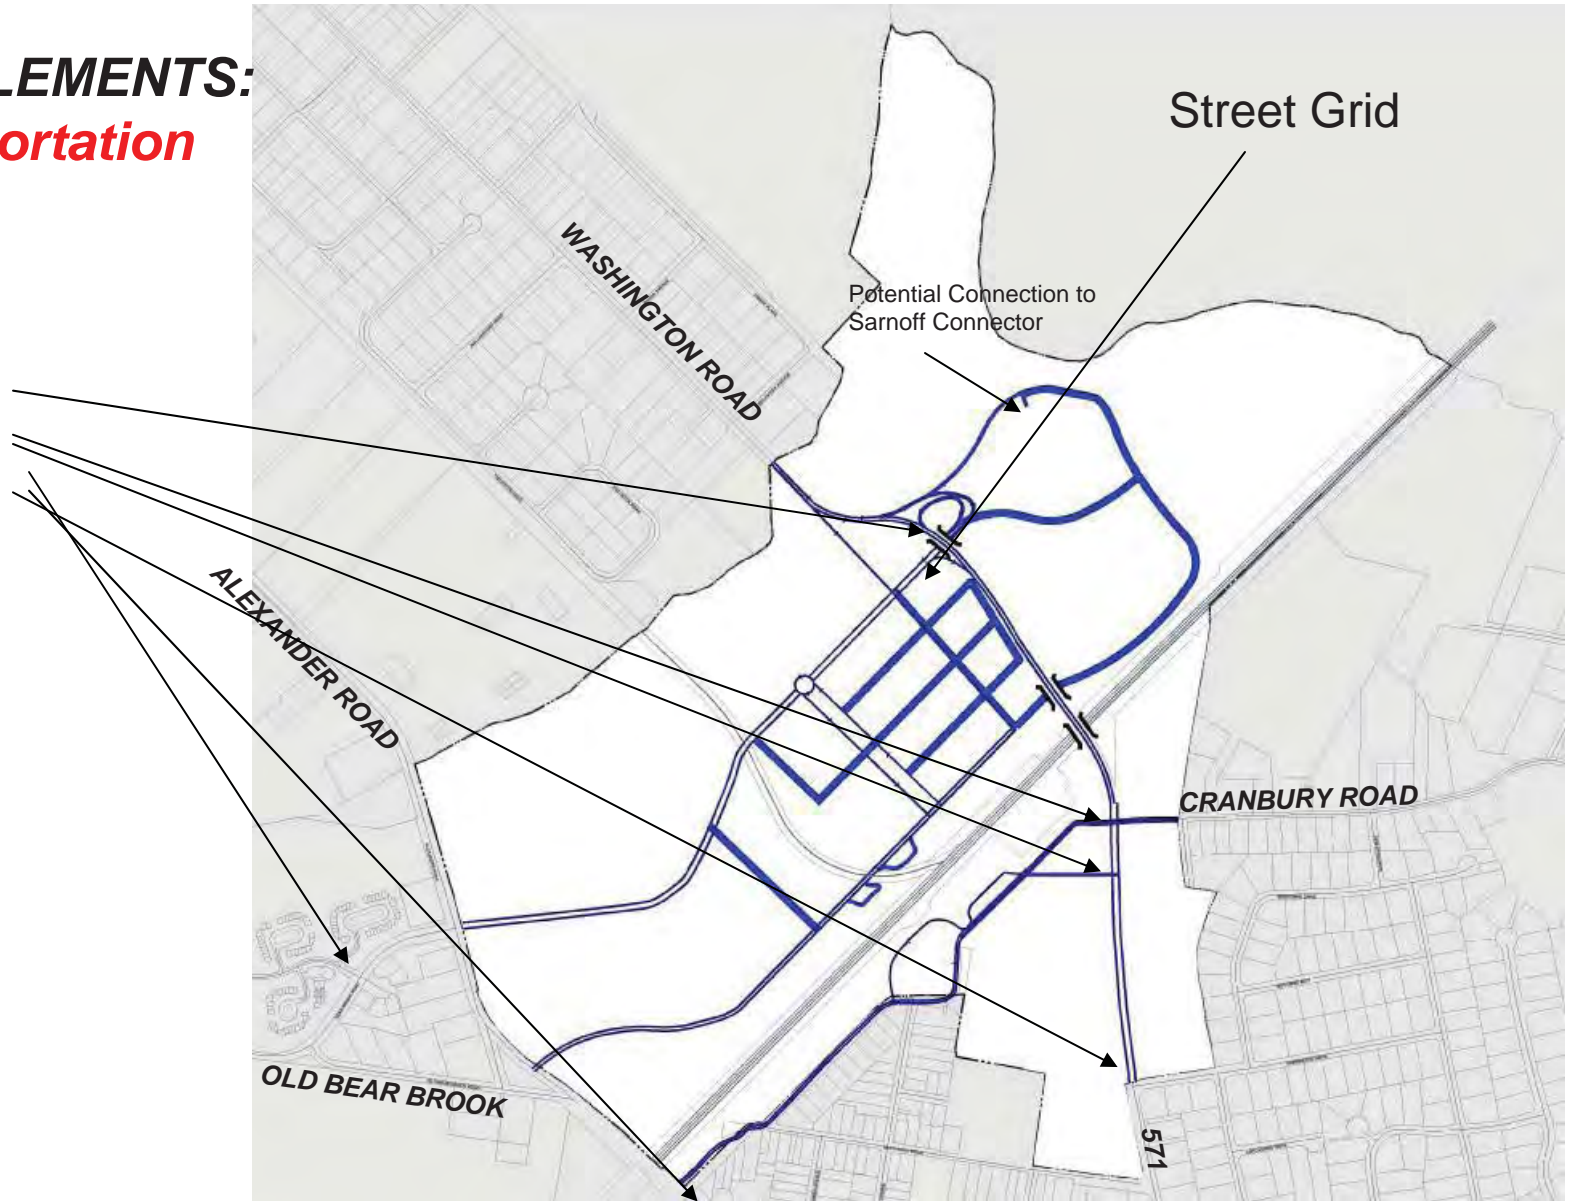 LEMENTS:
ortation
Street Grid
WASHINGTON ROAD
Potential Connection to
Sarnoff Connector
ALEXANDER ROAD
CRANBURY ROAD
OLD BEAR BROOK
571